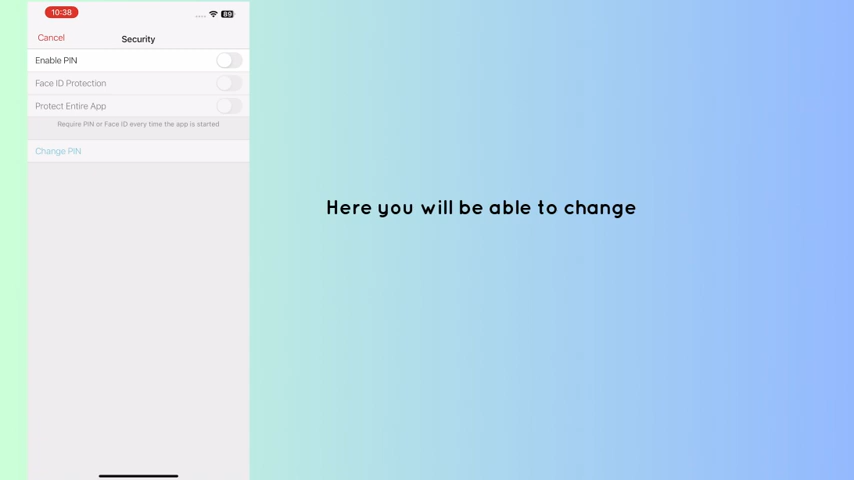 10:38
89
Cancel
Security
Enable PIN
Face ID Protection
Protect Entire App
Require PIN or Face ID every time the app is started
Change PIN
Here you will be able to change